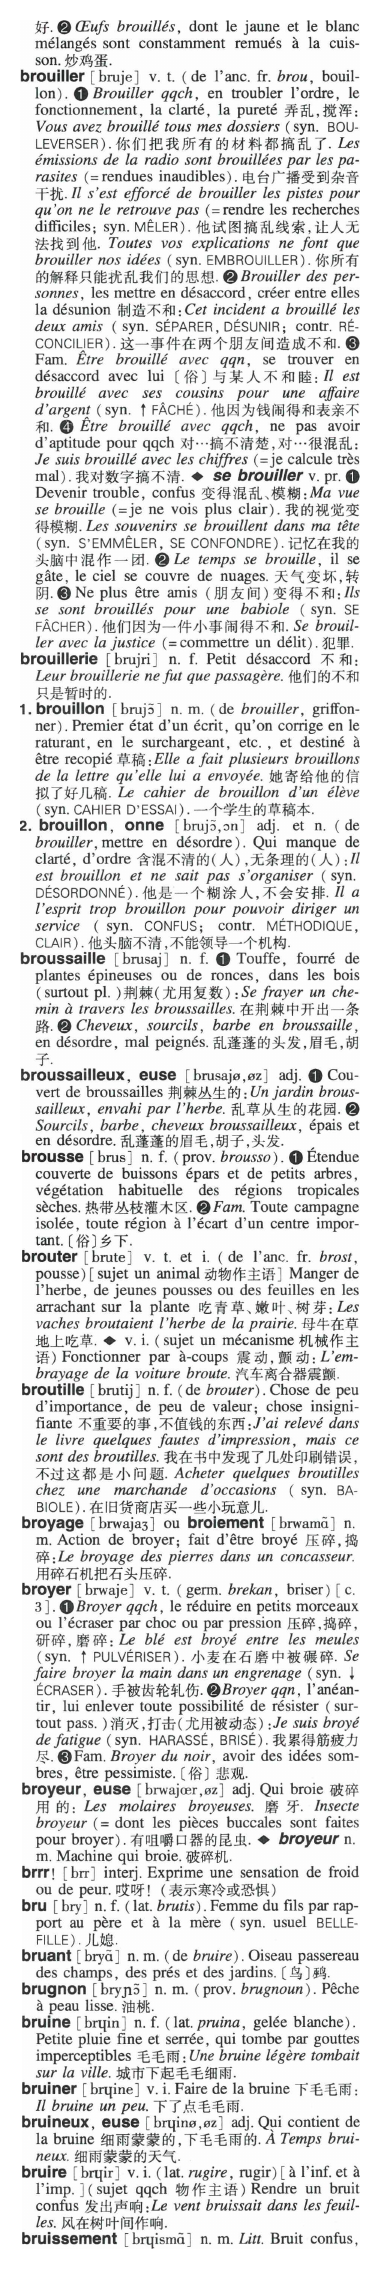 好. ❷ Œufs brouillés, dont le jaune et le blanc
mélangés sont constamment remués à la cuis-
son. 炒鸡蛋.
brouiller [bruje] v. t. (de l'anc. fr. brou, bouil-
lon). ❶ Brouiller qqch, en troubler l'ordre, le
fonctionnement, la clarté, la pureté 弄乱,搅浑:
Vous avez brouillé tous mes dossiers (syn. BOU-
LEVERSER). 你们把我所有的材料都搞乱了. Les
émissions de la radio sont brouillées par les pa-
rasites (= rendues inaudibles). 电台广播受到杂音
干扰. Il s'est efforcé de brouiller les pistes pour
qu'on ne le retrouve pas (= rendre les recherches
difficiles; syn. MÊLER). 他试图搞乱线索,让人无
法找到他. Toutes vos explications ne font que
brouiller nos idées (syn. EMBROUILLER). 你所有
的解释只能扰乱我们的思想. ❷ Brouiller des per-
sonnes, les mettre en désaccord, créer entre elles
la désunion 制造不和: Cet incident a brouillé les
deux amis (syn. SÉPARER, DÉSUNIR; contr. RÉ-
CONCILIER). 这一事件在两个朋友间造成不和. ❸
Fam. Être brouillé avec qqn, se trouver en
désaccord avec lui [俗]与某人不和睦: Il est
brouillé avec ses cousins pour une affaire
d'argent (syn. ↑ FÂCHÉ). 他因为钱闹得和表亲不
和. ❹ Être brouillé avec qqch, ne pas avoir
d'aptitude pour qqch 对…搞不清楚,对…很混乱:
Je suis brouillé avec les chiffres (= je calcule très
mal). 我对数字搞不清. ◆ se brouiller v. pr. ❶
Devenir trouble, confus 变得混乱、模糊: Ma vue
se brouille (= je ne vois plus clair). 我的视觉变
得模糊. Les souvenirs se brouillent dans ma tête
(syn. S'EMMÊLER, SE CONFONDRE). 记忆在我的
头脑中混作一团. ❷ Le temps se brouille, il se
gâte, le ciel se couvre de nuages. 天气变坏,转
阴. ❸ Ne plus être amis (朋友间)变得不和: Ils
se sont brouillés pour une babiole (syn. SE
FÂCHER). 他们因为一件小事闹得不和. Se brouil-
ler avec la justice (= commettre un délit). 犯罪.
brouillerie [brujri] n. f. Petit désaccord 不和:
Leur brouillerie ne fut que passagère. 他们的不和
只是暂时的.
1. brouillon [brujɔ̃] n. m. (de brouiller, griffon-
ner). Premier état d'un écrit, qu'on corrige en le
raturant, en le surchargeant, etc., et destiné à
être recopié 草稿: Elle a fait plusieurs brouillons
de la lettre qu'elle lui a envoyée. 她寄给他的信
拟了好几稿. Le cahier de brouillon d'un élève
(syn. CAHIER D'ESSAI). 一个学生的草稿本.
2. brouillon, onne [brujɔ̃,ɔn] adj. et n. (de
brouiller, mettre en désordre). Qui manque de
clarté, d'ordre 含混不清的(人),无条理的(人): Il
est brouillon et ne sait pas s'organiser (syn.
DÉSORDONNÉ). 他是一个糊涂人,不会安排. Il a
l'esprit trop brouillon pour pouvoir diriger un
service (syn. CONFUS; contr. MÉTHODIQUE,
CLAIR). 他头脑不清,不能领导一个机构.
broussaille [brusaj] n. f. ❶ Touffe, fourré de
plantes épineuses ou de ronces, dans les bois
(surtout pl.)荆棘(尤用复数): Se frayer un che-
min à travers les broussailles. 在荆棘中开出一条
路. ❷ Cheveux, sourcils, barbe en broussaille,
en désordre, mal peignés. 乱蓬蓬的头发,眉毛,胡
子.
broussailleux, euse [brusajø,øz] adj. ❶ Cou-
vert de broussailles 荆棘丛生的: Un jardin brous-
sailleux, envahi par l'herbe. 乱草丛生的花园. ❷
Sourcils, barbe, cheveux broussailleux, épais et
en désordre. 乱蓬蓬的眉毛,胡子,头发.
brousse [brus] n. f. (prov. brousso). ❶ Étendue
couverte de buissons épars et de petits arbres,
végétation habituelle des régions tropicales
sèches. 热带丛枝灌木区. ❷ Fam. Toute campagne
isolée, toute région à l'écart d'un centre impor-
tant. [俗]乡下.
brouter [brute] v. t. et i. (de l'anc. fr. brost,
pousse) [sujet un animal 动物作主语] Manger de
l'herbe, de jeunes pousses ou des feuilles en les
arrachant sur la plante 吃青草、嫩叶、树芽: Les
vaches broutaient l'herbe de la prairie. 母牛在草
地上吃草. ◆ v. i. (sujet un mécanisme 机械作主
语) Fonctionner par à-coups 震动,颤动: L'em-
brayage de la voiture broute. 汽车离合器震颤.
broutille [brutij] n. f. (de brouter). Chose de peu
d'importance, de peu de valeur; chose insigni-
fiante 不重要的事,不值钱的东西: J'ai relevé dans
le livre quelques fautes d'impression, mais ce
sont des broutilles. 我在书中发现了几处印刷错误,
不过这都是小问题. Acheter quelques broutilles
chez une marchande d'occasions (syn. BA-
BIOLE). 在旧货商店买一些小玩意儿.
broyage [brwajaʒ] ou broiement [brwamɑ̃] n.
m. Action de broyer; fait d'être broyé 压碎,捣
碎: Le broyage des pierres dans un concasseur.
用碎石机把石头压碎.
broyer [brwaje] v. t. (germ. brekan, briser) [c.
3]. ❶ Broyer qqch, le réduire en petits morceaux
ou l'écraser par choc ou par pression 压碎,捣碎,
研碎,磨碎: Le blé est broyé entre les meules
(syn. ↑ PULVÉRISER). 小麦在石磨中被碾碎. Se
faire broyer la main dans un engrenage (syn. ↓
ÉCRASER). 手被齿轮轧伤. ❷ Broyer qqn, l'anéan-
tir, lui enlever toute possibilité de résister (sur-
tout pass.)消灭,打击(尤用被动态): Je suis broyé
de fatigue (syn. HARASSÉ, BRISÉ). 我累得筋疲力
尽. ❸ Fam. Broyer du noir, avoir des idées som-
bres, être pessimiste. [俗]悲观.
broyeur, euse [brwajœr,øz] adj. Qui broie 破碎
用的: Les molaires broyeuses. 磨牙. Insecte
broyeur (= dont les pièces buccales sont faites
pour broyer). 有咀嚼口器的昆虫. ◆ broyeur n.
m. Machine qui broie. 破碎机.
brrr! [brr] interj. Exprime une sensation de froid
ou de peur. 哎呀! (表示寒冷或恐惧)
bru [bry] n. f. (lat. brutis). Femme du fils par rap-
port au père et à la mère (syn. usuel BELLE-
FILLE). 儿媳.
bruant [bryɑ̃] n. m. (de bruire). Oiseau passereau
des champs, des prés et des jardins. [鸟]鹀.
brugnon [bryɲɔ̃] n. m. (prov. brugnoun). Pêche
à peau lisse. 油桃.
bruine [brɥin] n. f. (lat. pruina, gelée blanche).
Petite pluie fine et serrée, qui tombe par gouttes
imperceptibles 毛毛雨: Une bruine légère tombait
sur la ville. 城市下起毛毛细雨.
bruiner [brɥine] v. i. Faire de la bruine 下毛毛雨:
Il bruine un peu. 下了点毛毛雨.
bruineux, euse [brɥinø,øz] adj. Qui contient de
la bruine 细雨蒙蒙的,下毛毛雨的. À Temps brui-
neux. 细雨蒙蒙的天气.
bruire [brɥir] v. i. (lat. rugire, rugir) [à l'inf. et à
l'imp.] (sujet qqch 物作主语) Rendre un bruit
confus 发出声响: Le vent bruissait dans les feuil-
les. 风在树叶间作响.
bruissement [brɥismɑ̃] n. m. Litt. Bruit confus,